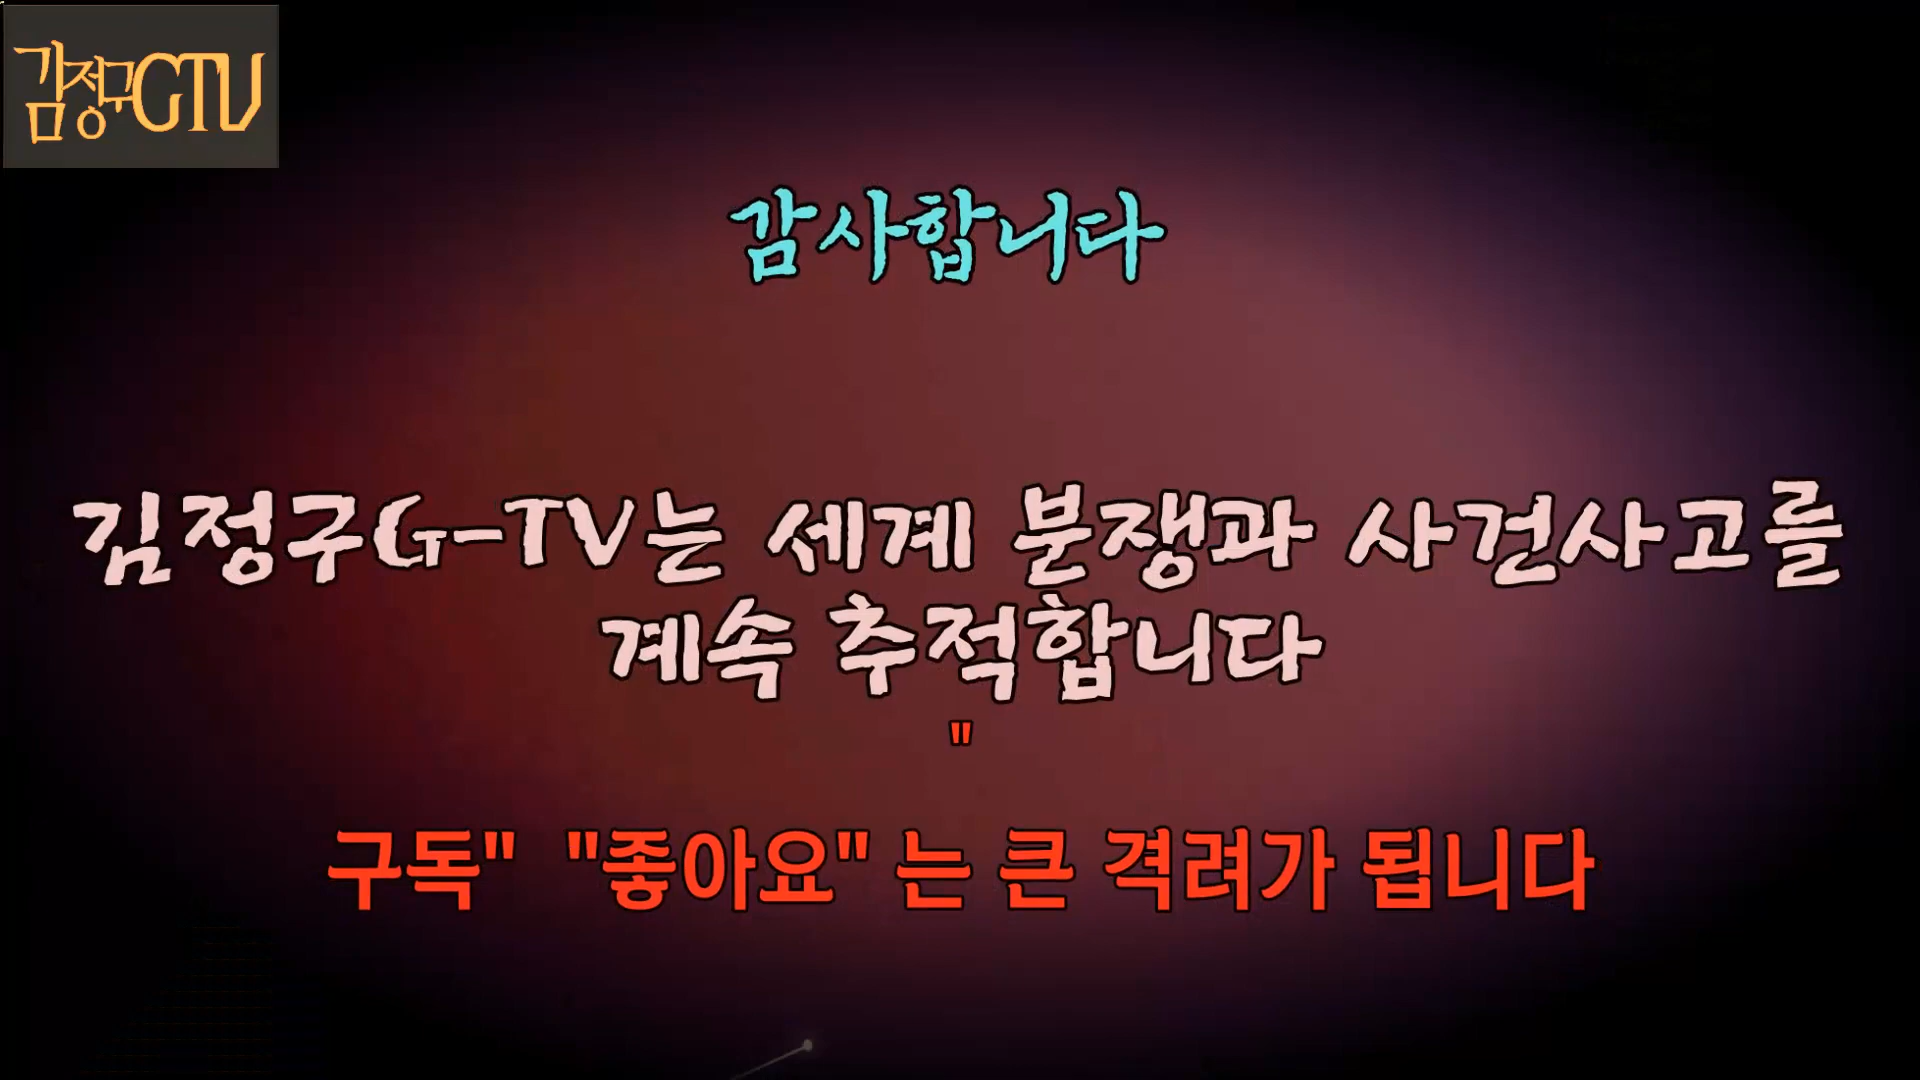 김정구GTV
감사합니다
김정구G-TV는 세계 분쟁과 사건사고를
계속 추적합니다
"
구독" "좋아요" 는 큰 격려가 됩니다